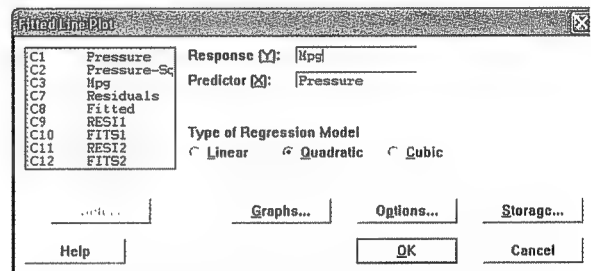 Fitted Line Plot
C1 Pressure
C2 Pressure-Sq
C3 Mpg
C7 Residuals
C8 Fitted
C9 RESI1
C10 FITS1
C11 RESI2
C12 FITS2
Response (Y): Mpg
Predictor (X): Pressure
Type of Regression Model
Linear Quadratic Cubic
Graphs... Options... Storage...
Help OK Cancel